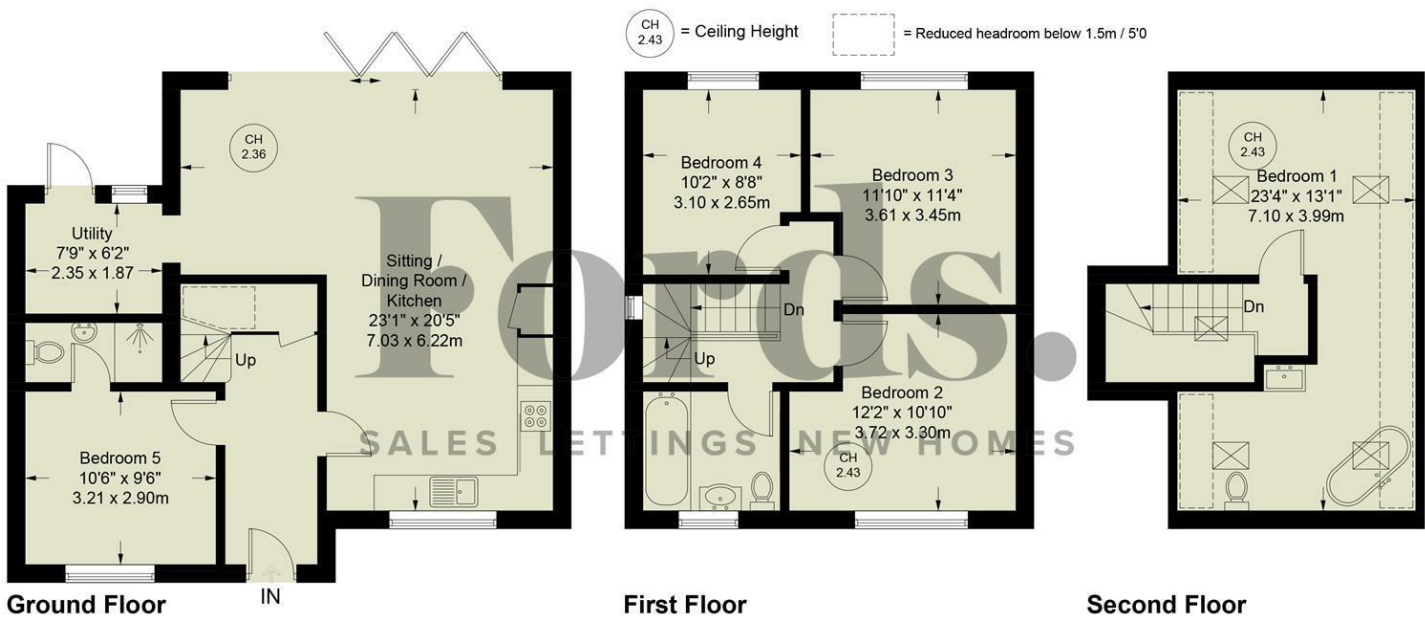 CH
2.43
= Ceiling Height
= Reduced headroom below 1.5m / 5'0
CH
2.36
Utility
7'9" x 6'2"
2.35 x 1.87
Sitting /
Dining Room /
Kitchen
23'1" x 20'5"
7.03 x 6.22m
Up
Bedroom 5
10'6" x 9'6"
3.21 x 2.90m
IN
Ground Floor
Bedroom 4
10'2" x 8'8"
3.10 x 2.65m
Bedroom 3
11'10" x 11'4"
3.61 x 3.45m
Dn
Up
Bedroom 2
12'2" x 10'10"
3.72 x 3.30m
CH
2.43
First Floor
CH
2.43
Bedroom 1
23'4" x 13'1"
7.10 x 3.99m
Dn
Second Floor
Fords.
SALES LETTINGS NEW HOMES